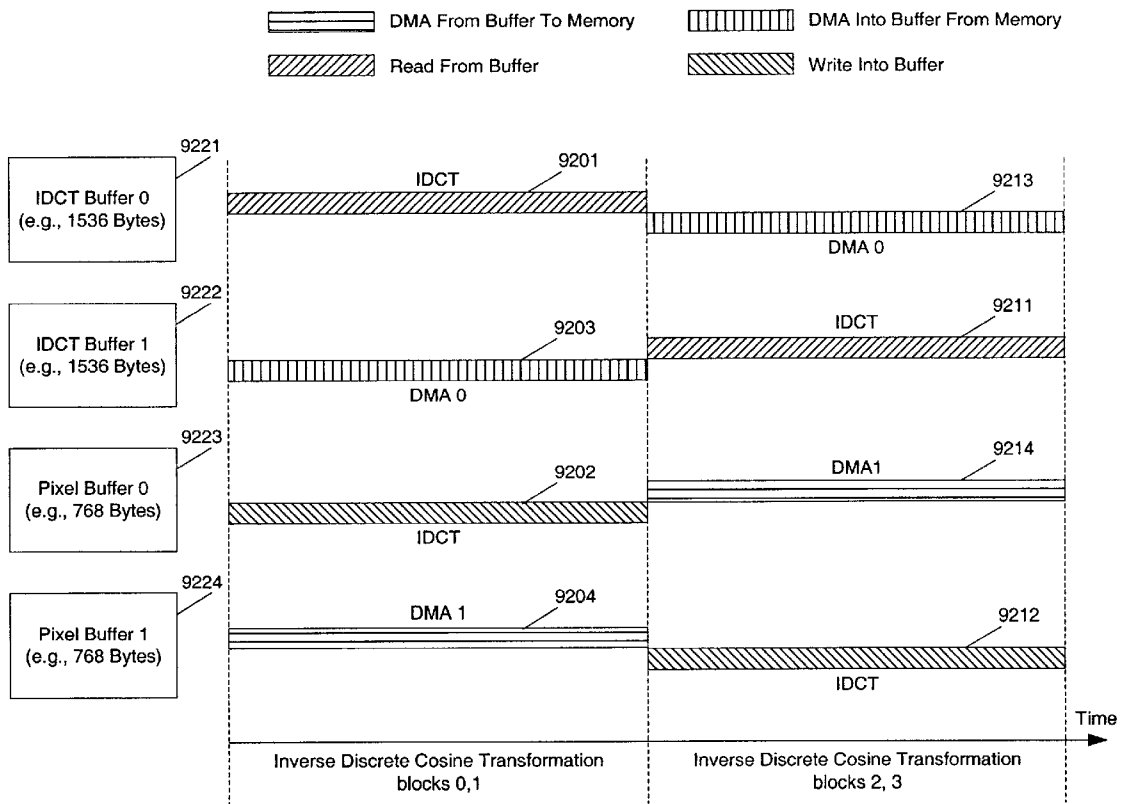 DMA From Buffer To Memory
DMA Into Buffer From Memory
Read From Buffer
Write Into Buffer
9221
IDCT Buffer 0
(e.g., 1536 Bytes)
IDCT
9201
9213
DMA 0
9222
IDCT Buffer 1
(e.g., 1536 Bytes)
9203
DMA 0
IDCT
9211
9223
Pixel Buffer 0
(e.g., 768 Bytes)
9202
IDCT
DMA1
9214
9224
Pixel Buffer 1
(e.g., 768 Bytes)
DMA 1
9204
9212
IDCT
Time
Inverse Discrete Cosine Transformation
blocks 0,1
Inverse Discrete Cosine Transformation
blocks 2, 3